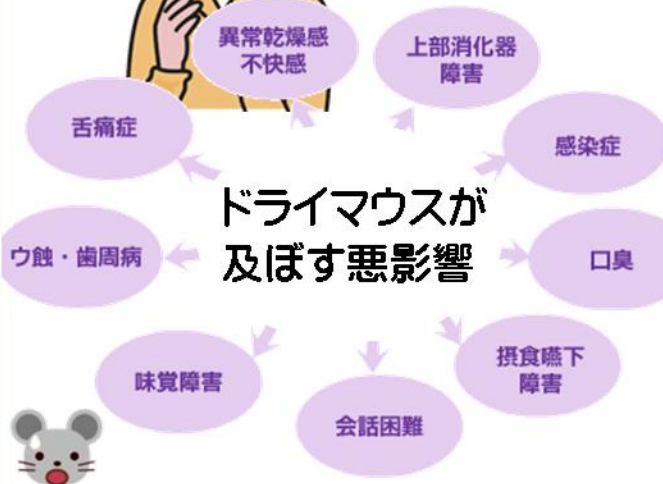 異常乾燥感
不快感
上部消化器
障害
舌痛症
感染症
ドライマウスが
及ぼす悪影響
ウ蝕・歯周病
口臭
味覚障害
摂食嚥下
障害
会話困難